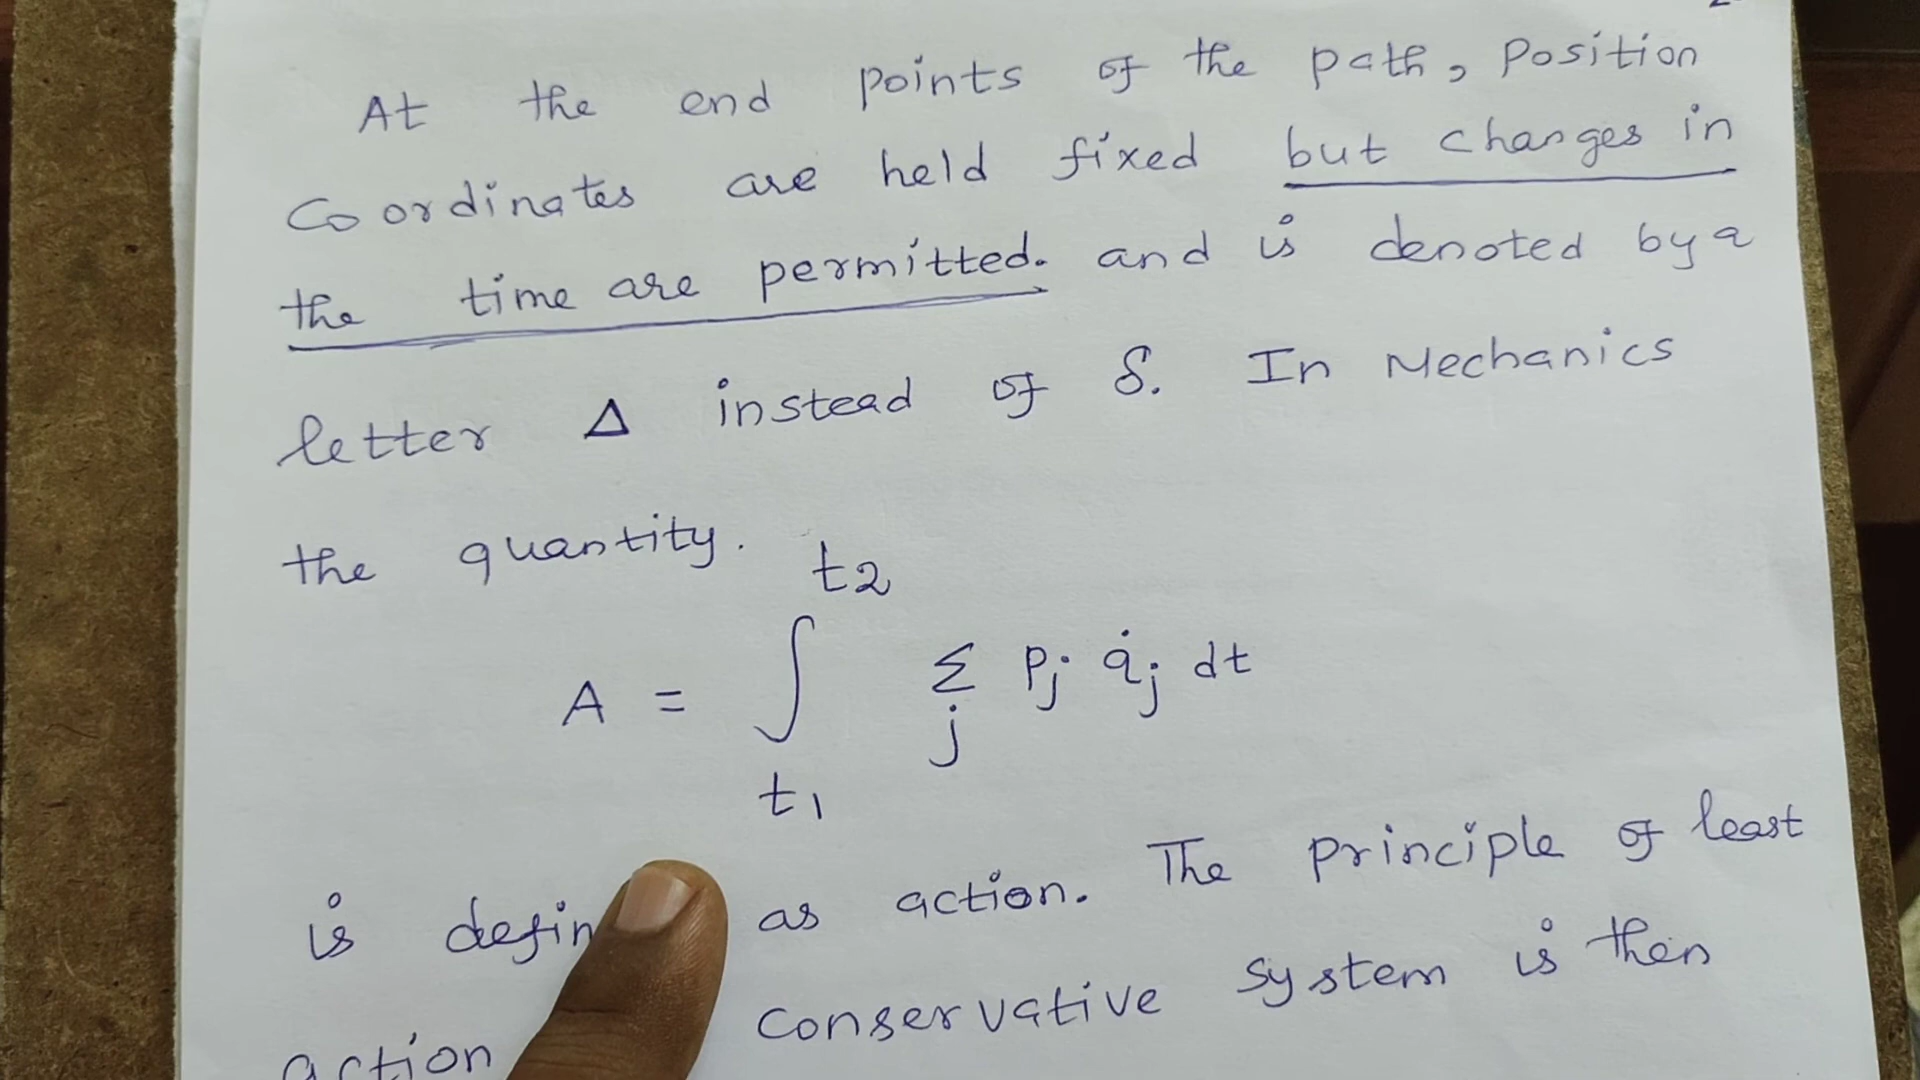 At the end points of the path, Position
Coordinates are held fixed but changes in
the time are permitted. and is denoted by a
letter Δ instead of δ. In Mechanics
the quantity.
A = ∫ t1 t2 Σ j pj q̇j dt
is as action. The principle of least
action conservative system is then